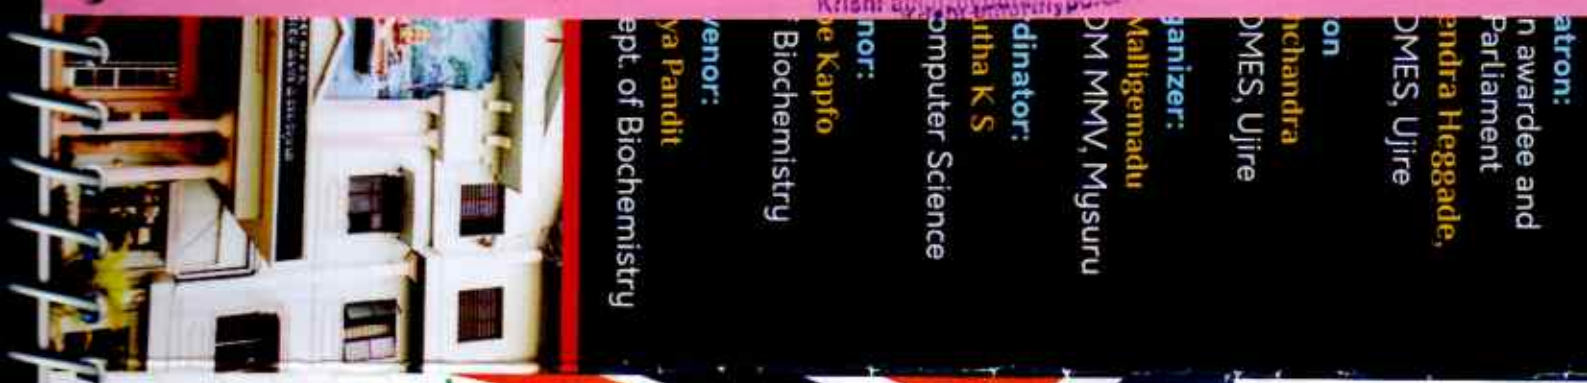 atron:
n awardee and
Parliament
endra Heggade,
DMES, Ujire
on
nchandra
DMES, Ujire
ganizer:
Malligemadu
DM MMV, Mysuru
dinator:
utha K S
omputer Science
nor:
oe Kapfo
Biochemistry
venor:
ya Pandit
ept. of Biochemistry